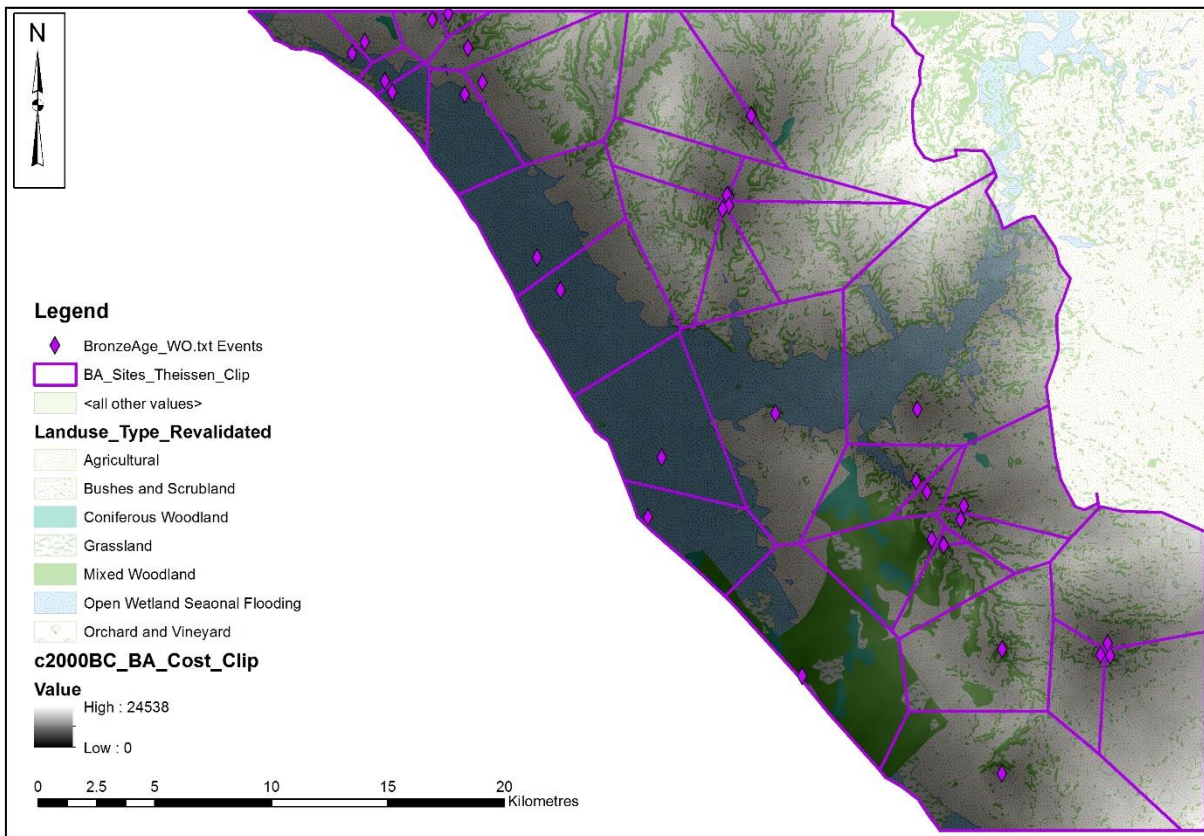 N
Legend
BronzeAge_WO.txt Events
BA_Sites_Theissen_Clip
<all other values>
Landuse_Type_Revalidated
Agricultural
Bushes and Scrubland
Coniferous Woodland
Grassland
Mixed Woodland
Open Wetland Seaonal Flooding
Orchard and Vineyard
c2000BC_BA_Cost_Clip
Value
High : 24538
Low : 0
0 2.5 5 10 15 20
Kilometres